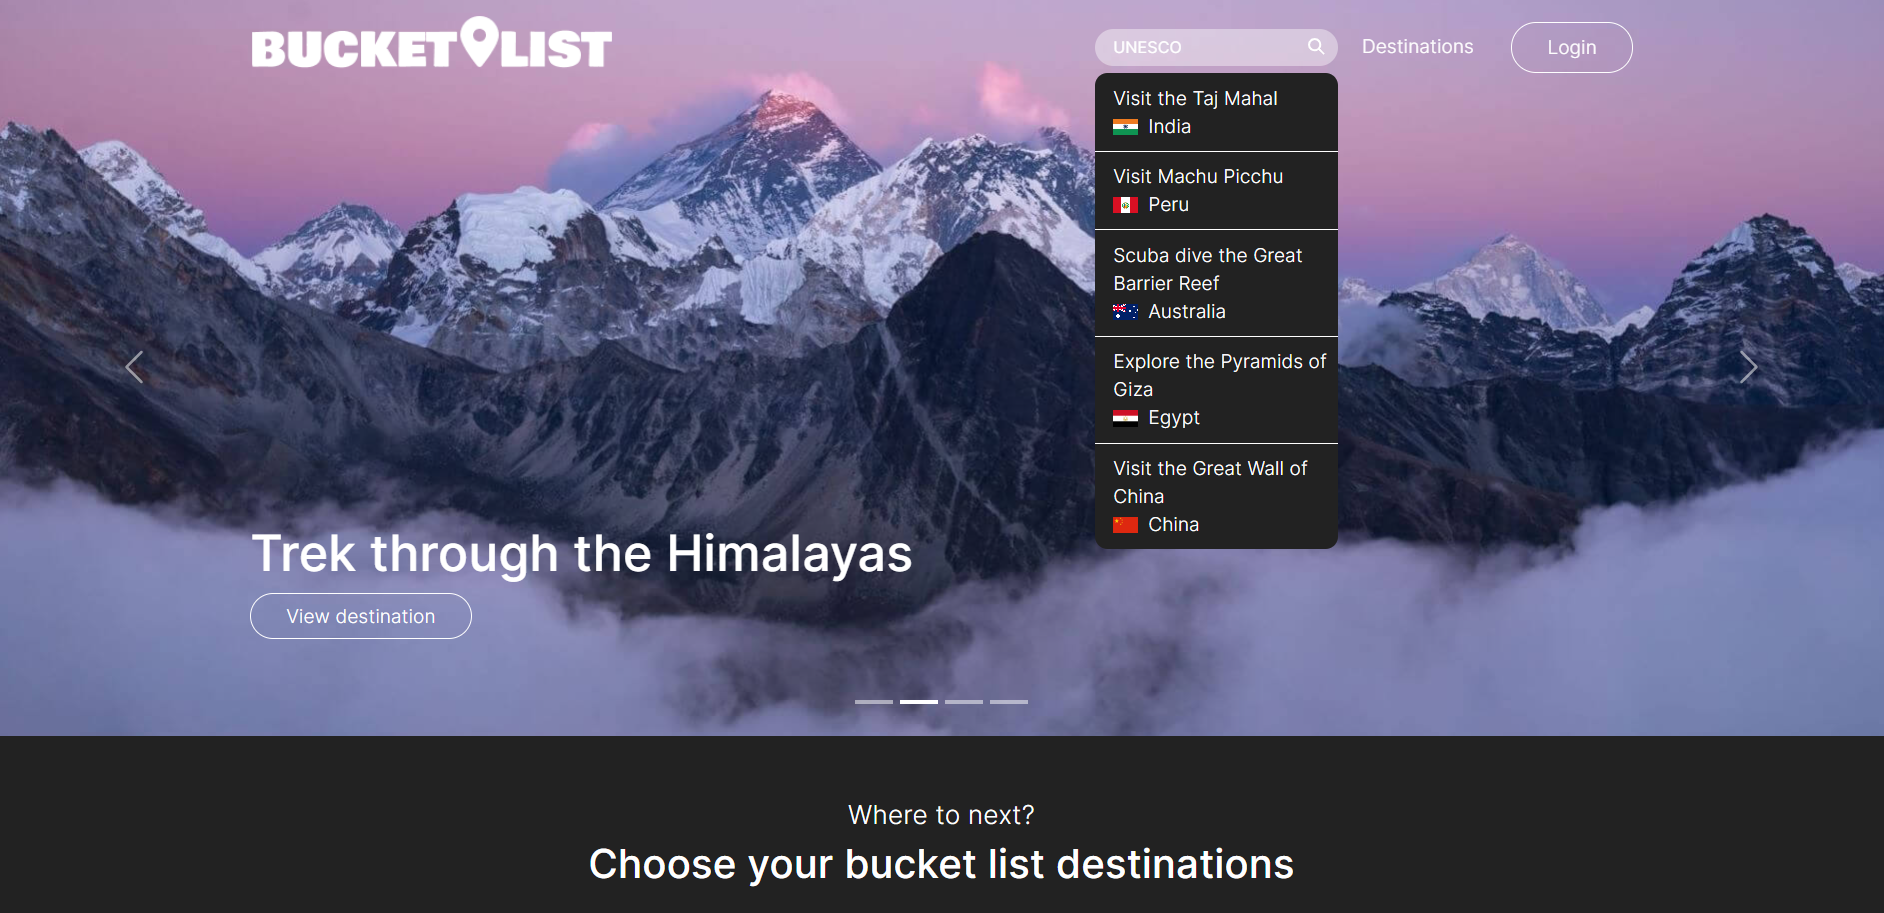 BUCKET LIST
UNESCO
Destinations
Login
Visit the Taj Mahal
India
Visit Machu Picchu
Peru
Scuba dive the Great
Barrier Reef
Australia
Explore the Pyramids of
Giza
Egypt
Visit the Great Wall of
China
China
Trek through the Himalayas
View destination
Where to next?
Choose your bucket list destinations